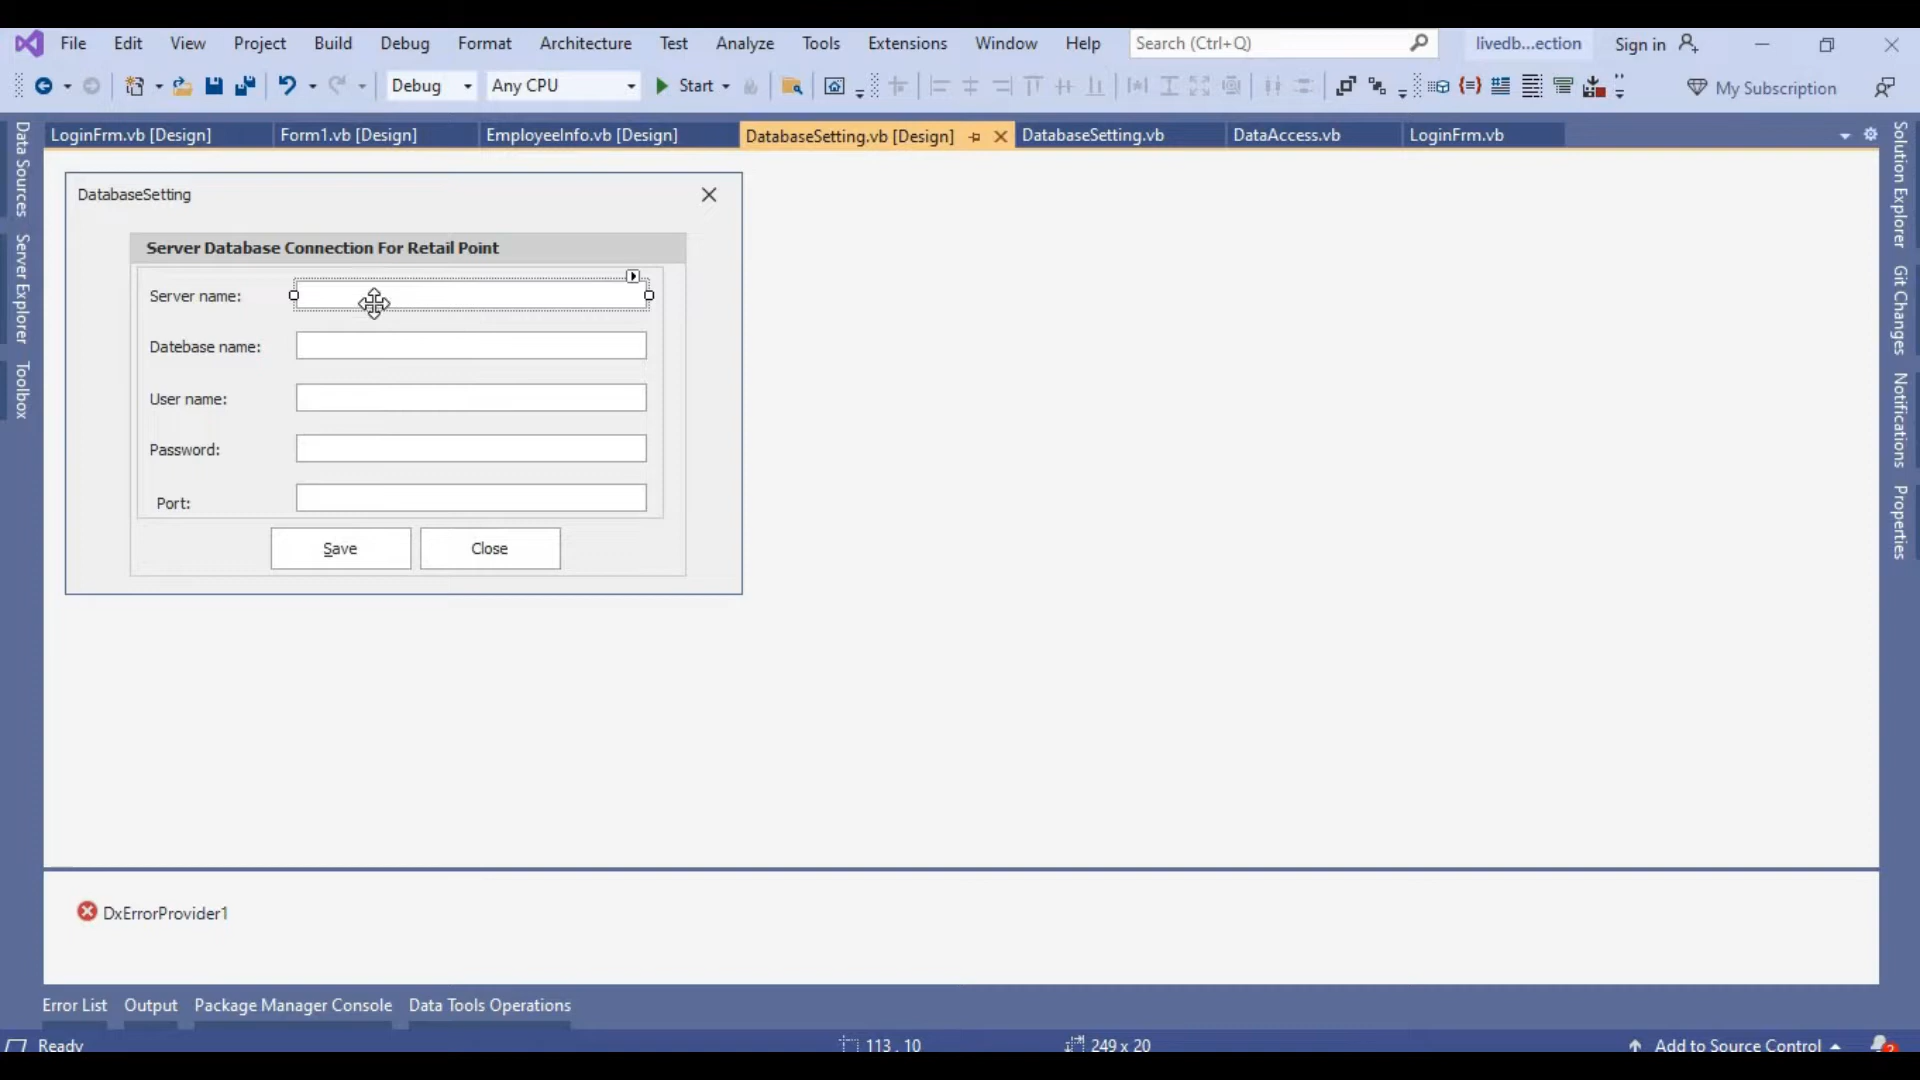 File Edit View Project Build Debug Format Architecture Test Analyze Tools Extensions Window Help Search (Ctrl+Q) livedb...ection Sign in
Debug Any CPU Start My Subscription
LoginFrm.vb [Design] Form1.vb [Design] EmployeeInfo.vb [Design] DatabaseSetting.vb [Design] DatabaseSetting.vb DataAccess.vb LoginFrm.vb
Data Sources
Server Explorer
Toolbox
DatabaseSetting
Server Database Connection For Retail Point
Server name:
Datebase name:
User name:
Password:
Port:
Save Close
Solution Explorer
Git Changes
Notifications
Properties
DxErrorProvider1
Error List Output Package Manager Console Data Tools Operations
Ready 113 , 10 249 x 20 Add to Source Control 2